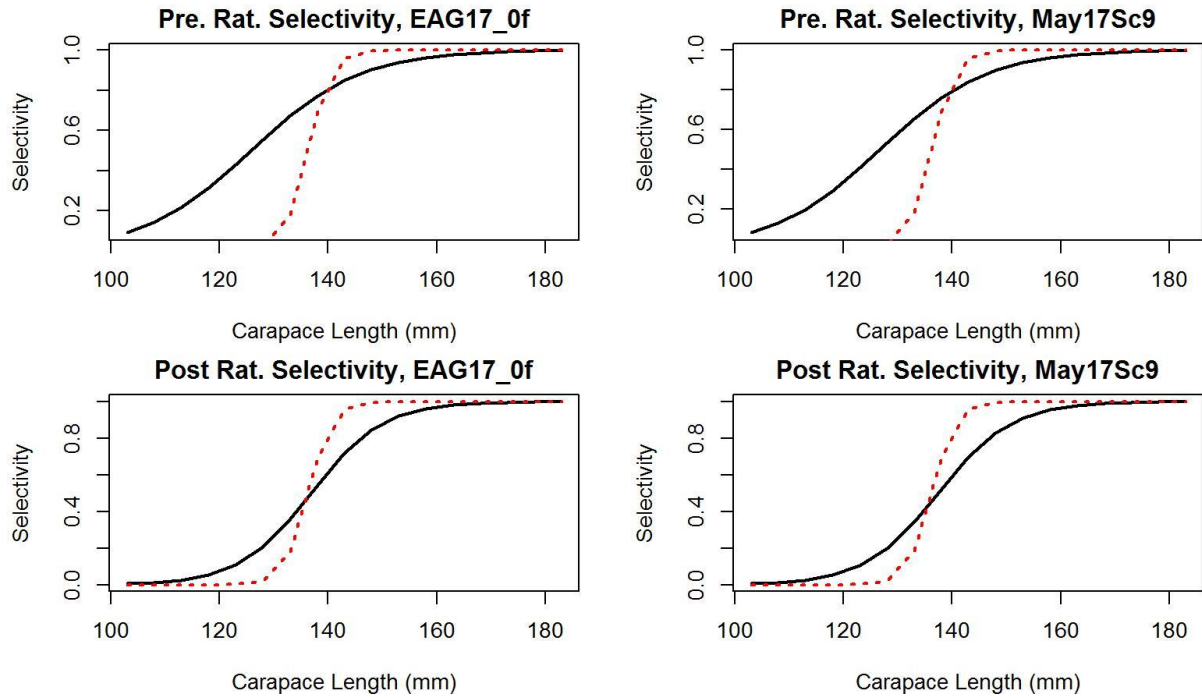 Pre. Rat. Selectivity, EAG17_0f
Selectivity
0.2
0.6
1.0
100 120 140 160 180
Carapace Length (mm)
Pre. Rat. Selectivity, May17Sc9
Selectivity
0.2
0.6
1.0
100 120 140 160 180
Carapace Length (mm)
Post Rat. Selectivity, EAG17_0f
Selectivity
0.0
0.4
0.8
100 120 140 160 180
Carapace Length (mm)
Post Rat. Selectivity, May17Sc9
Selectivity
0.0
0.4
0.8
100 120 140 160 180
Carapace Length (mm)